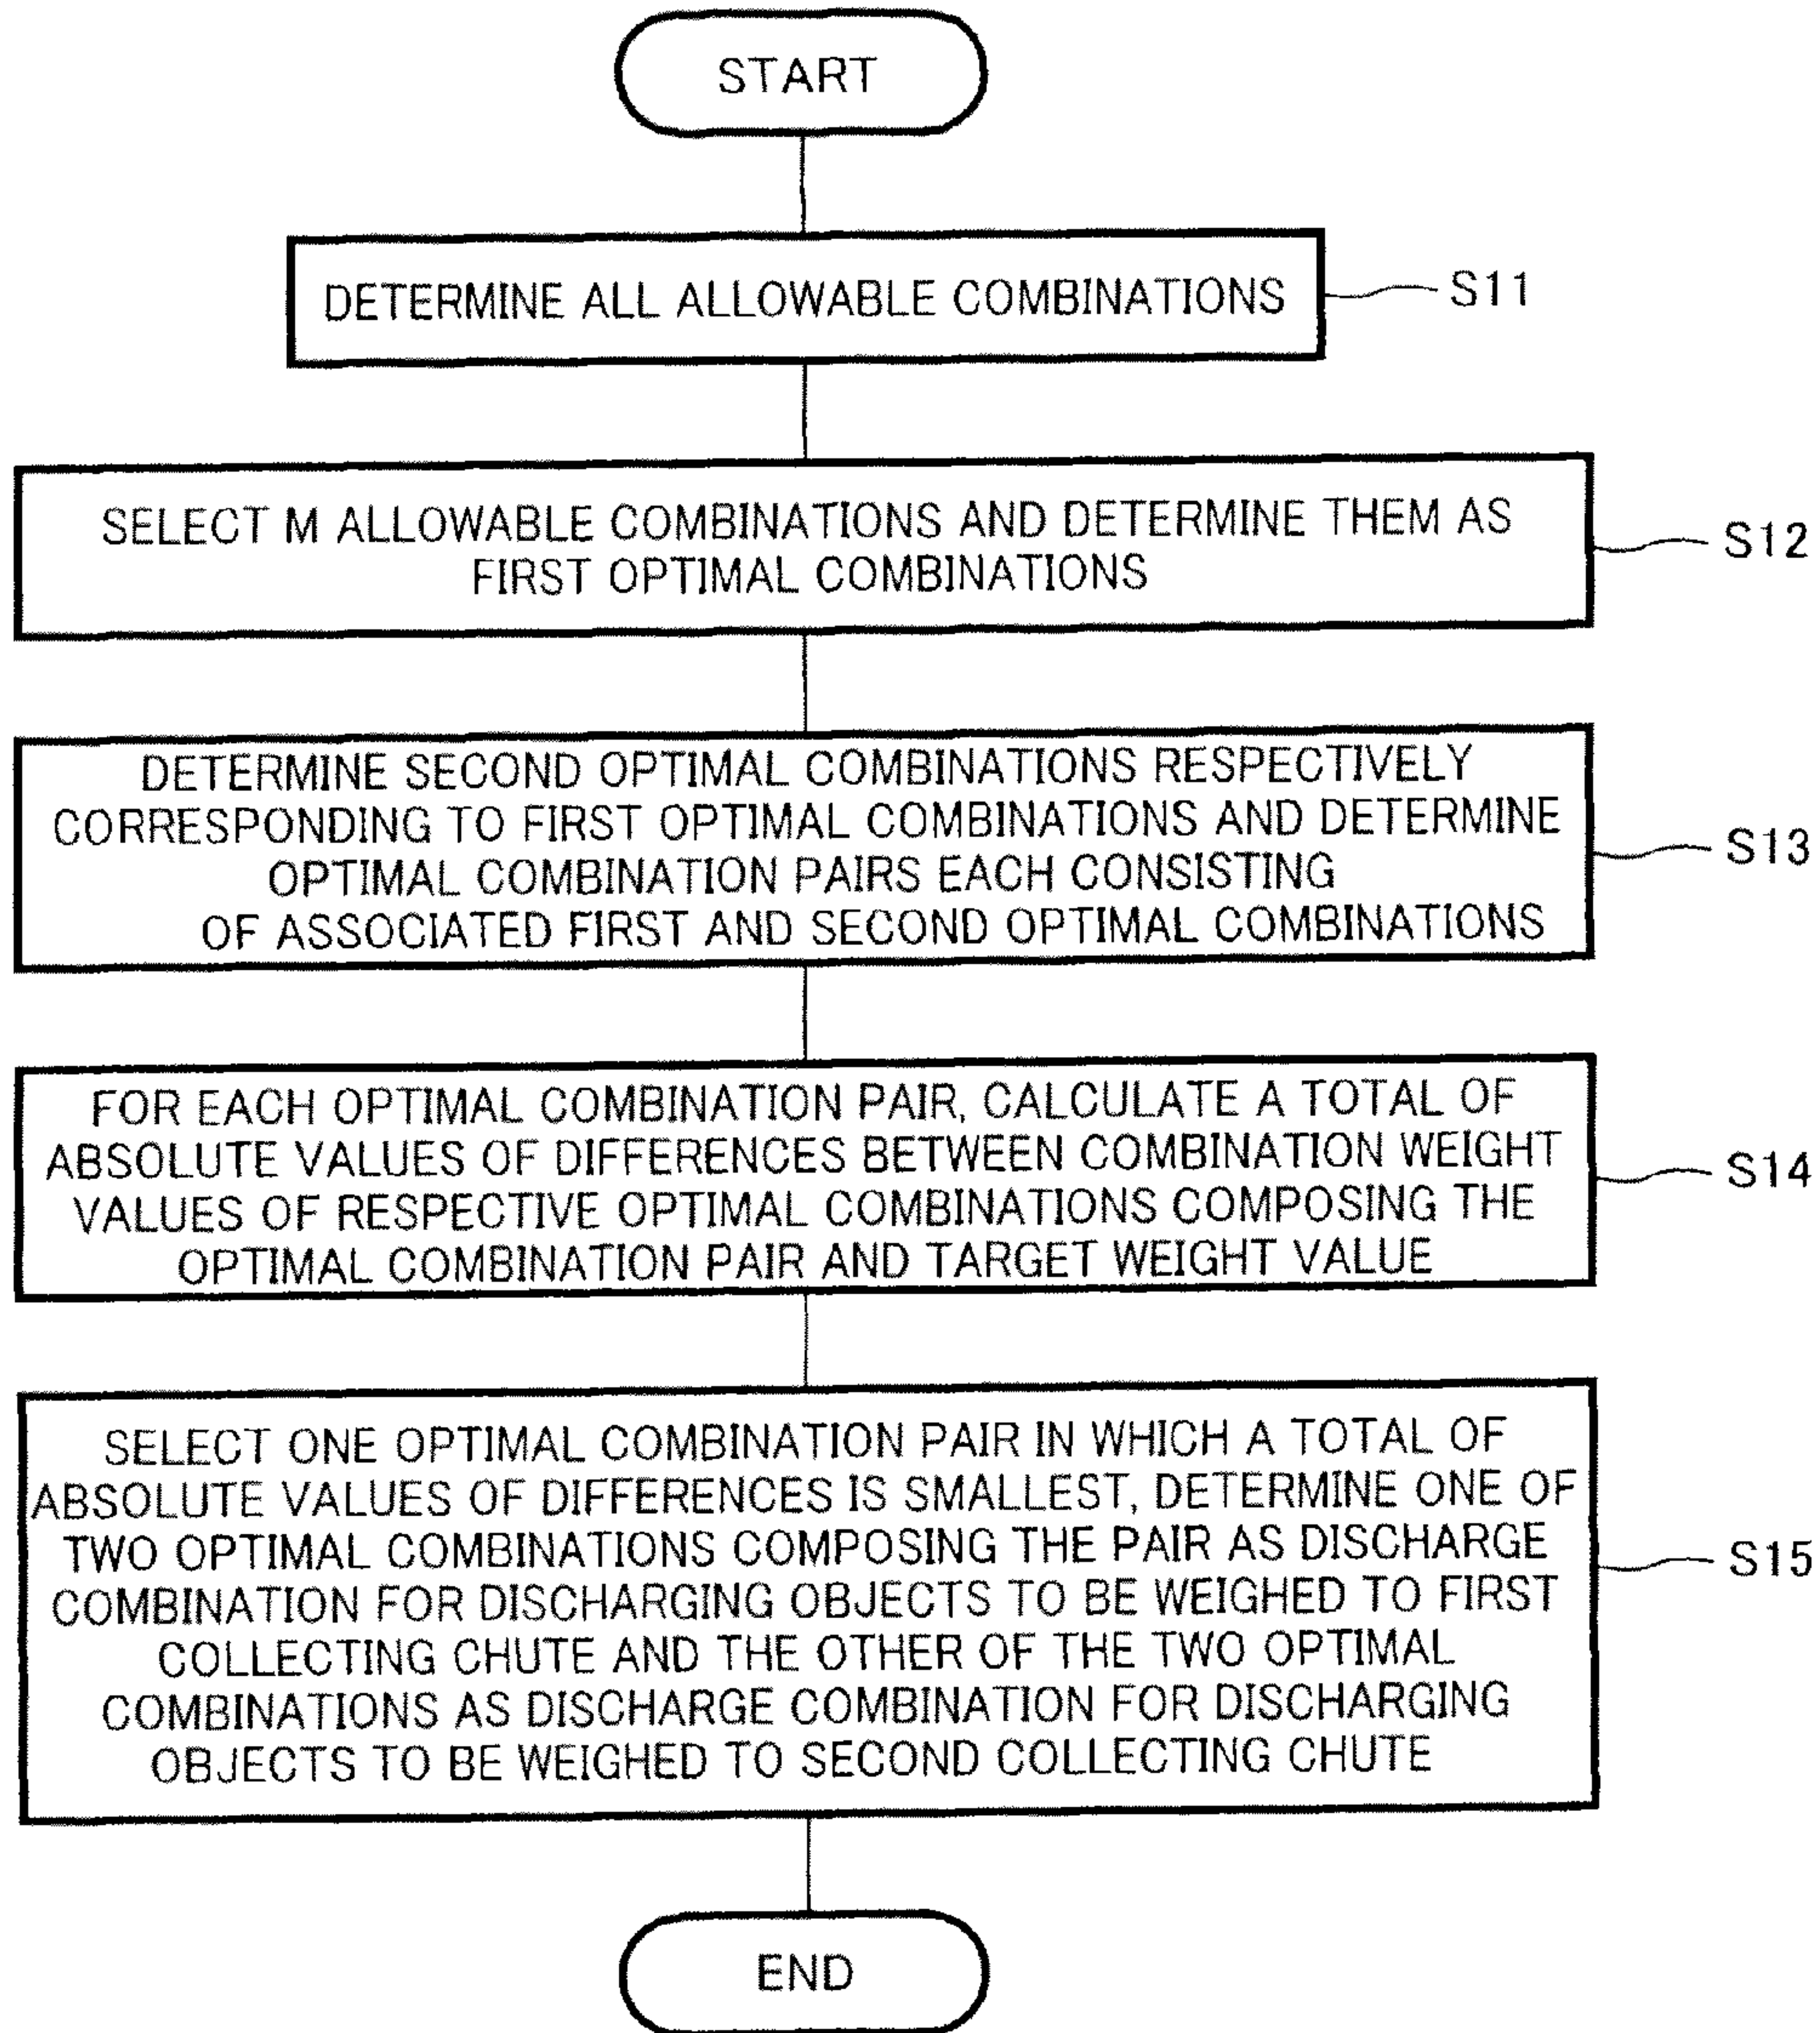 START
DETERMINE ALL ALLOWABLE COMBINATIONS
S11
SELECT M ALLOWABLE COMBINATIONS AND DETERMINE THEM AS
FIRST OPTIMAL COMBINATIONS
S12
DETERMINE SECOND OPTIMAL COMBINATIONS RESPECTIVELY
CORRESPONDING TO FIRST OPTIMAL COMBINATIONS AND DETERMINE
OPTIMAL COMBINATION PAIRS EACH CONSISTING
OF ASSOCIATED FIRST AND SECOND OPTIMAL COMBINATIONS
S13
FOR EACH OPTIMAL COMBINATION PAIR, CALCULATE A TOTAL OF
ABSOLUTE VALUES OF DIFFERENCES BETWEEN COMBINATION WEIGHT
VALUES OF RESPECTIVE OPTIMAL COMBINATIONS COMPOSING THE
OPTIMAL COMBINATION PAIR AND TARGET WEIGHT VALUE
S14
SELECT ONE OPTIMAL COMBINATION PAIR IN WHICH A TOTAL OF
ABSOLUTE VALUES OF DIFFERENCES IS SMALLEST, DETERMINE ONE OF
TWO OPTIMAL COMBINATIONS COMPOSING THE PAIR AS DISCHARGE
COMBINATION FOR DISCHARGING OBJECTS TO BE WEIGHED TO FIRST
COLLECTING CHUTE AND THE OTHER OF THE TWO OPTIMAL
COMBINATIONS AS DISCHARGE COMBINATION FOR DISCHARGING
OBJECTS TO BE WEIGHED TO SECOND COLLECTING CHUTE
S15
END